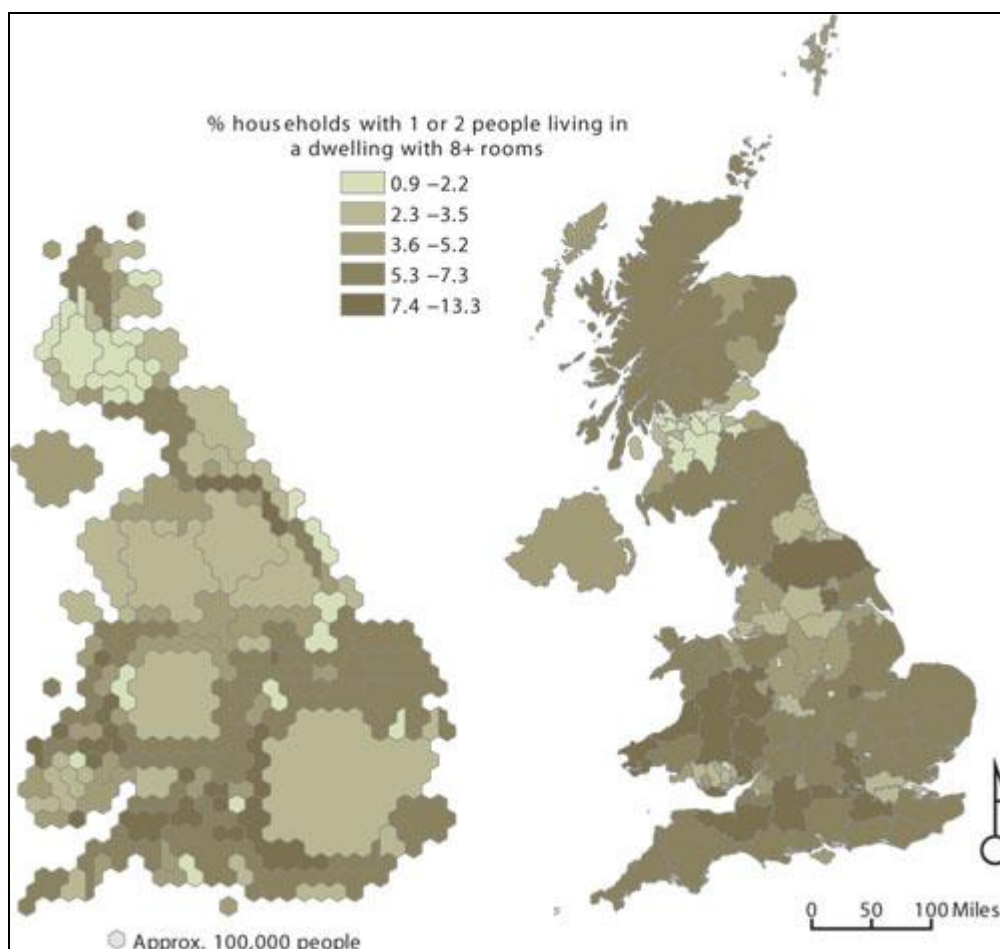 % households with 1 or 2 people living in
a dwelling with 8+ rooms
0.9 –2.2
2.3 –3.5
3.6 –5.2
5.3 –7.3
7.4 –13.3
0 50 100 Miles
Approx. 100,000 people